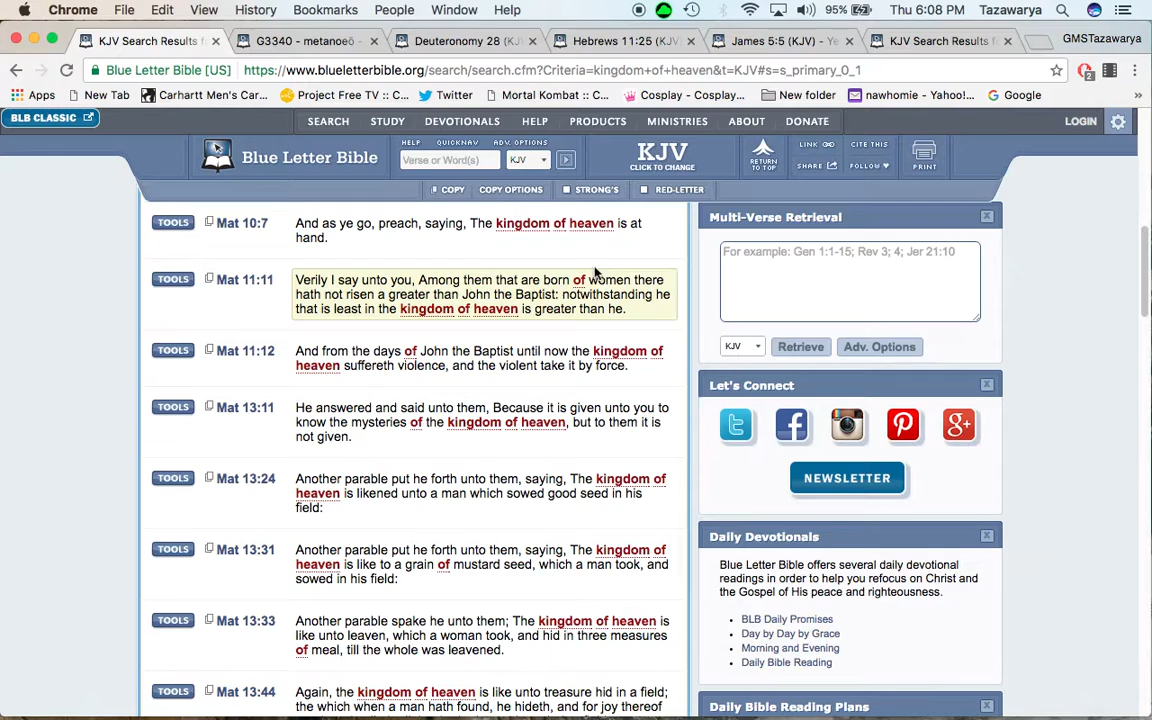 Chrome File Edit View History Bookmarks People Window Help 95% Thu 6:08 PM Tazawarya
KJV Search Results f × G3340 - metanoeō - × Deuteronomy 28 (KJV) × Hebrews 11:25 (KJV) × James 5:5 (KJV) - Ye × KJV Search Results f × GMSTazawarya
Blue Letter Bible [US] https://www.blueletterbible.org/search/search.cfm?Criteria=kingdom+of+heaven&t=KJV#s=s_primary_0_1 2
Apps New Tab Carhartt Men's Car... Project Free TV :: C... Twitter Mortal Kombat :: C... Cosplay - Cosplay... New folder nawhomie - Yahoo!... Google »
BLB CLASSIC
SEARCH STUDY DEVOTIONALS HELP PRODUCTS MINISTRIES ABOUT DONATE LOGIN
Blue Letter Bible
HELP QUICKNAV ADV. OPTIONS
Verse or Word(s) KJV
KJV
CLICK TO CHANGE
RETURN
TO TOP
LINK CITE THIS
SHARE FOLLOW
PRINT
COPY COPY OPTIONS STRONG'S RED-LETTER
TOOLS Mat 10:7 And as ye go, preach, saying, The kingdom of heaven is at
hand.
TOOLS Mat 11:11 Verily I say unto you, Among them that are born of women there
hath not risen a greater than John the Baptist: notwithstanding he
that is least in the kingdom of heaven is greater than he.
TOOLS Mat 11:12 And from the days of John the Baptist until now the kingdom of
heaven suffereth violence, and the violent take it by force.
TOOLS Mat 13:11 He answered and said unto them, Because it is given unto you to
know the mysteries of the kingdom of heaven, but to them it is
not given.
TOOLS Mat 13:24 Another parable put he forth unto them, saying, The kingdom of
heaven is likened unto a man which sowed good seed in his
field:
TOOLS Mat 13:31 Another parable put he forth unto them, saying, The kingdom of
heaven is like to a grain of mustard seed, which a man took, and
sowed in his field:
TOOLS Mat 13:33 Another parable spake he unto them; The kingdom of heaven is
like unto leaven, which a woman took, and hid in three measures
of meal, till the whole was leavened.
TOOLS Mat 13:44 Again, the kingdom of heaven is like unto treasure hid in a field;
the which when a man hath found, he hideth, and for joy thereof
Multi-Verse Retrieval
For example: Gen 1:1-15; Rev 3; 4; Jer 21:10
KJV Retrieve Adv. Options
Let's Connect
NEWSLETTER
Daily Devotionals
Blue Letter Bible offers several daily devotional
readings in order to help you refocus on Christ and
the Gospel of His peace and righteousness.
BLB Daily Promises
Day by Day by Grace
Morning and Evening
Daily Bible Reading
Daily Bible Reading Plans